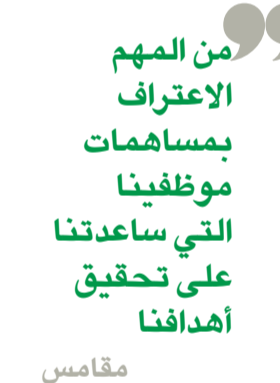 من المهم
الاعتراف
بمساهمات
موظفينا
التي ساعدتنا
على تحقيق
أهدافنا
مقامس